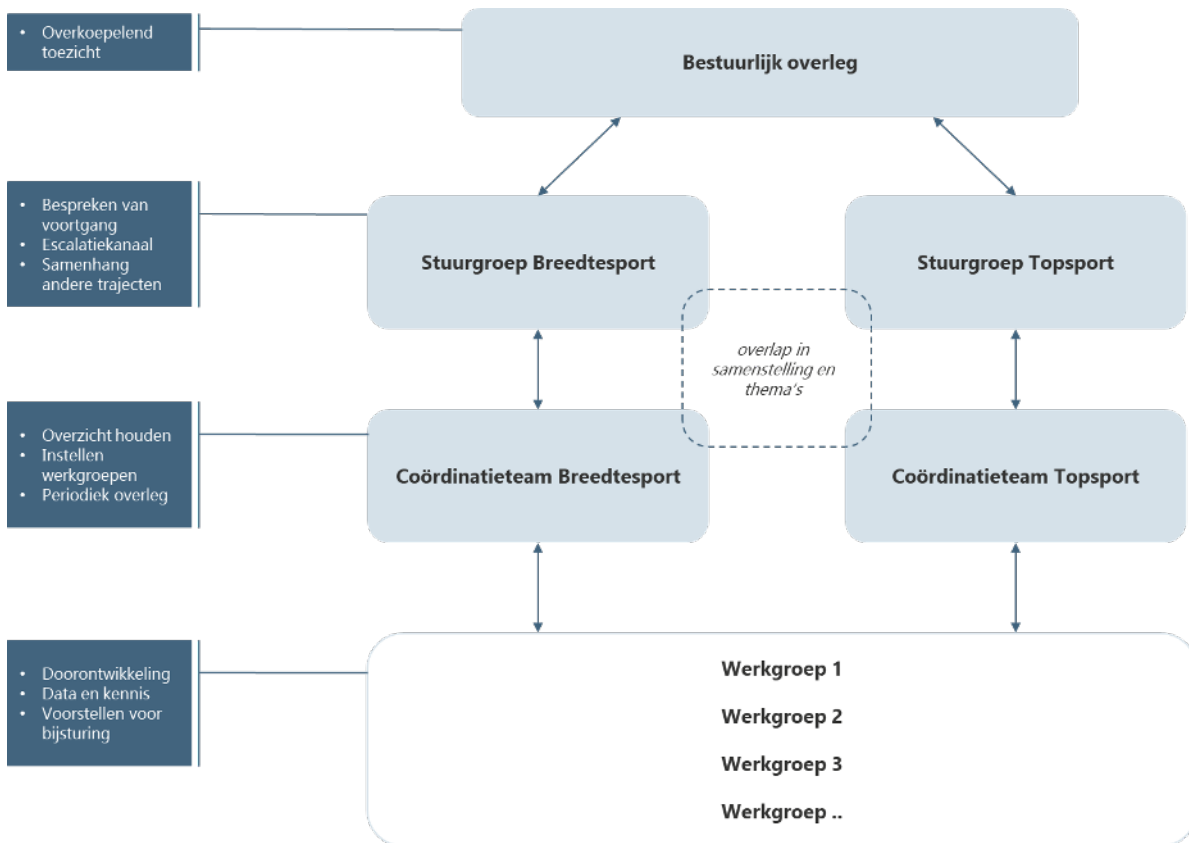 • Overkoepelend
toezicht
Bestuurlijk overleg
• Bespreken van
voortgang
• Escalatiekanaal
• Samenhang
andere trajecten
Stuurgroep Breedtesport
Stuurgroep Topsport
overlap in
samenstelling en
thema's
• Overzicht houden
• Instellen
werkgroepen
• Periodiek overleg
Coördinatieteam Breedtesport
Coördinatieteam Topsport
• Doorontwikkeling
• Data en kennis
• Voorstellen voor
bijsturing
Werkgroep 1
Werkgroep 2
Werkgroep 3
Werkgroep ..